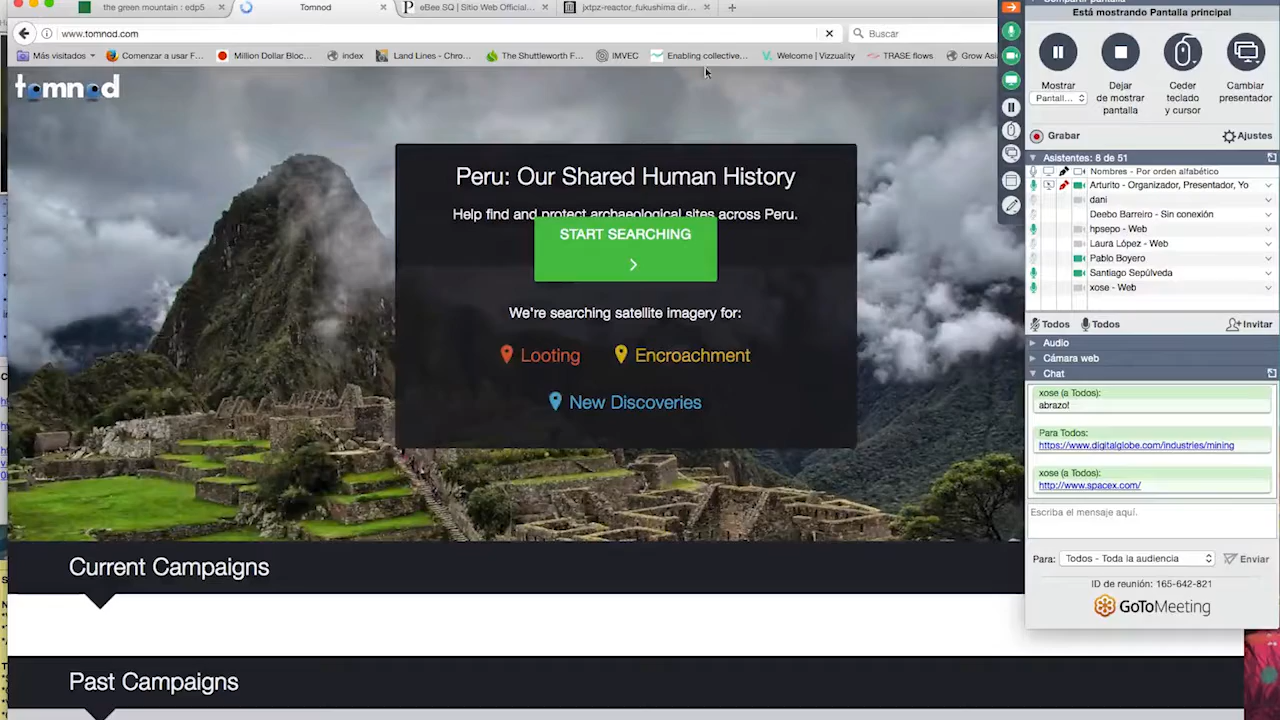 the green mountain : edp5
Tomnod
eBee SQ | Sitio Web Official...
jxtpz-reactor_fukushima dir...
www.tomnod.com
Buscar
Más visitados
Comenzar a usar F...
Million Dollar Bloc...
index
Land Lines - Chro...
The Shuttleworth F...
IMVEC
Enabling collective...
Welcome | Vizzuality
TRASE flows
Grow As
tomnod
Peru: Our Shared Human History
Help find and protect archaeological sites across Peru.
START SEARCHING
We're searching satellite imagery for:
Looting
Encroachment
New Discoveries
Current Campaigns
Past Campaigns
Está mostrando Pantalla principal
Mostrar
Pantall...
Dejar
de mostrar
pantalla
Ceder
teclado
y cursor
Cambiar
presentador
Grabar
Ajustes
Asistentes: 8 de 51
Nombres - Por orden alfabético
Arturito - Organizador, Presentador, Yo
dani
Deebo Barreiro - Sin conexión
hpsepo - Web
Laura López - Web
Pablo Boyero
Santiago Sepúlveda
xose - Web
Todos
Todos
Invitar
Audio
Cámara web
Chat
xose (a Todos):
abrazo!
Para Todos:
https://www.digitalglobe.com/industries/mining
xose (a Todos):
http://www.spacex.com/
Escriba el mensaje aquí.
Para:
Todos - Toda la audiencia
Enviar
ID de reunión: 165-642-821
GoToMeeting